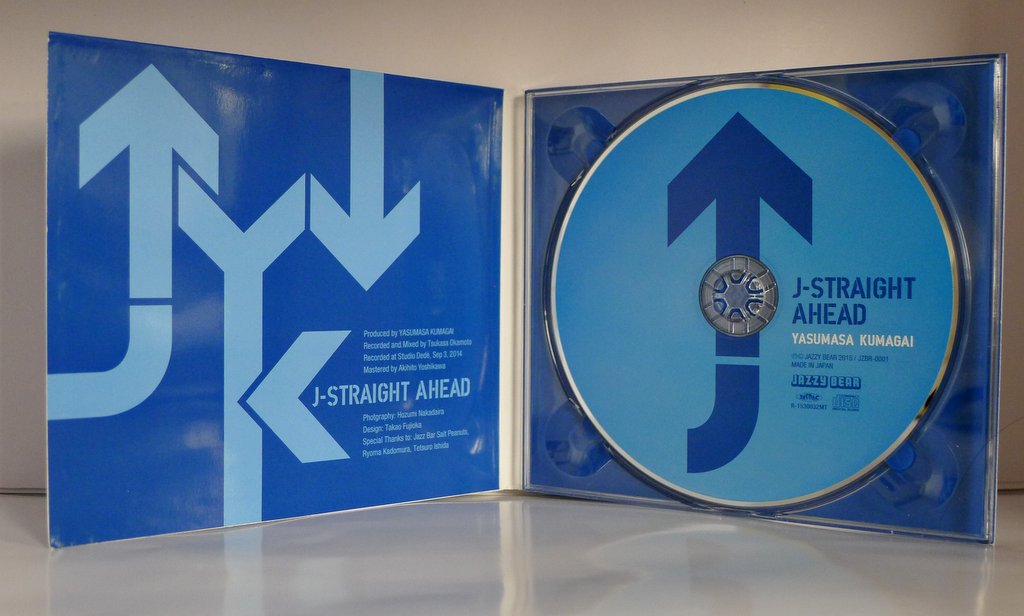 Produced by YASUMASA KUMAGAI
Recorded and Mixed by Tsukasa Okamoto
Recorded at Studio Dede, Sep 3, 2014
Mastered by Akihito Yoshikawa
J-STRAIGHT AHEAD
Photgraphy: Hozumi Nakadaira
Design: Takao Fujioka
Special Thanks to: Jazz Bar Salt Peanuts,
Ryoma Kadomura, Tetsuro Ishida
J-STRAIGHT
AHEAD
YASUMASA KUMAGAI
℗© JAZZY BEAR 2015 / JZBR-0001
MADE IN JAPAN
JAZZY BEAR
R-1530032MT